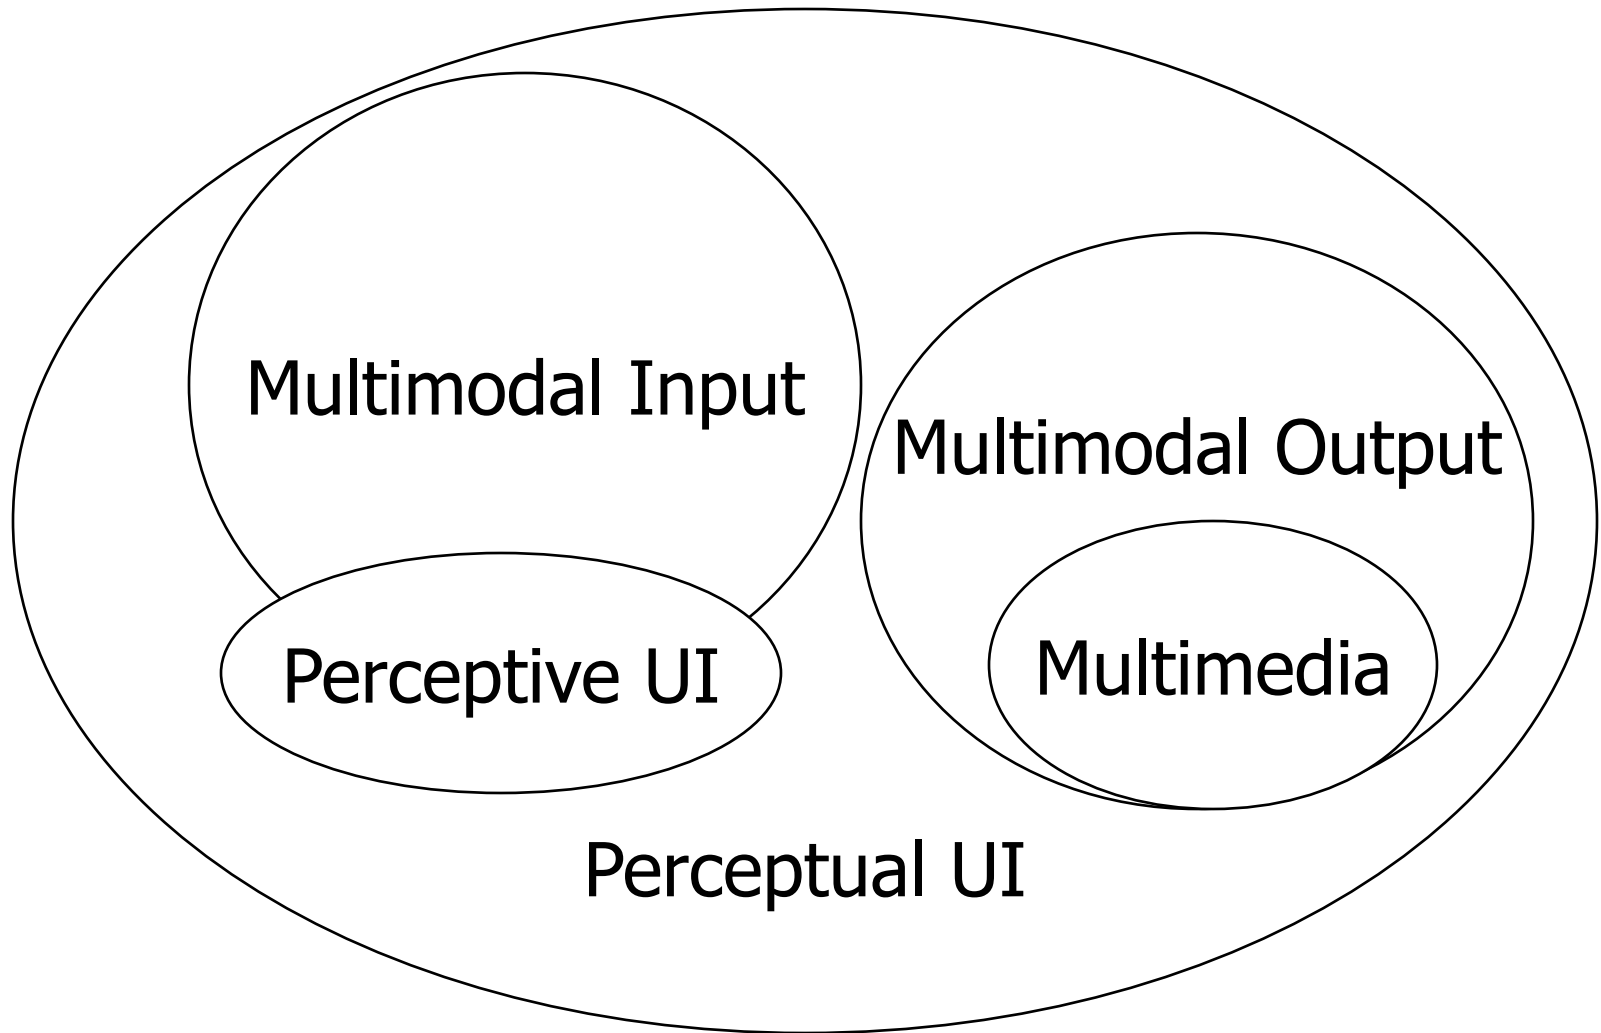 Multimodal Input
Multimodal Output
Perceptive UI
Multimedia
Perceptual UI